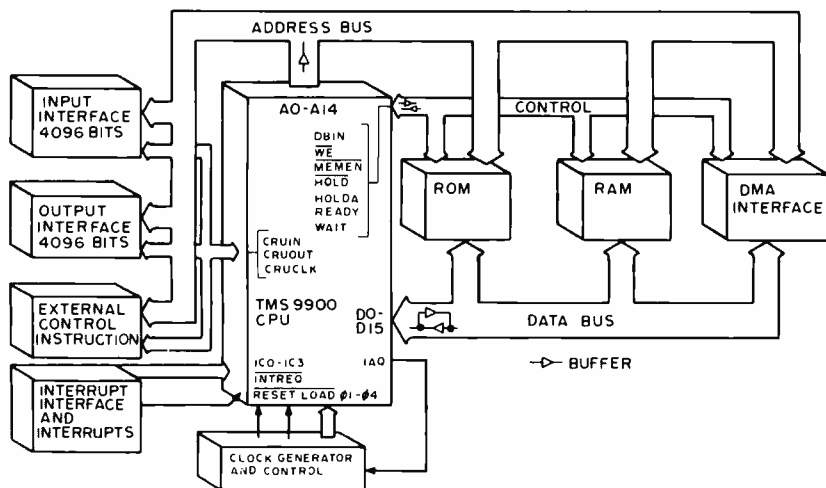 ADDRESS BUS
INPUT
INTERFACE
4096 BITS
OUTPUT
INTERFACE
4096 BITS
EXTERNAL
CONTROL
INSTRUCTION
INTERRUPT
INTERFACE
AND
INTERRUPTS
A0-A14
DBIN
WE
MEMEN
HOLD
HOLDA
READY
WAIT
CRUIN
CRUOUT
CRUCLK
TMS 9900
CPU
D0-
D15
IC0-IC3
IAQ
INTREQ
RESET LOAD Ø1-Ø4
CLOCK GENERATOR
AND CONTROL
CONTROL
ROM
RAM
DMA
INTERFACE
DATA BUS
BUFFER